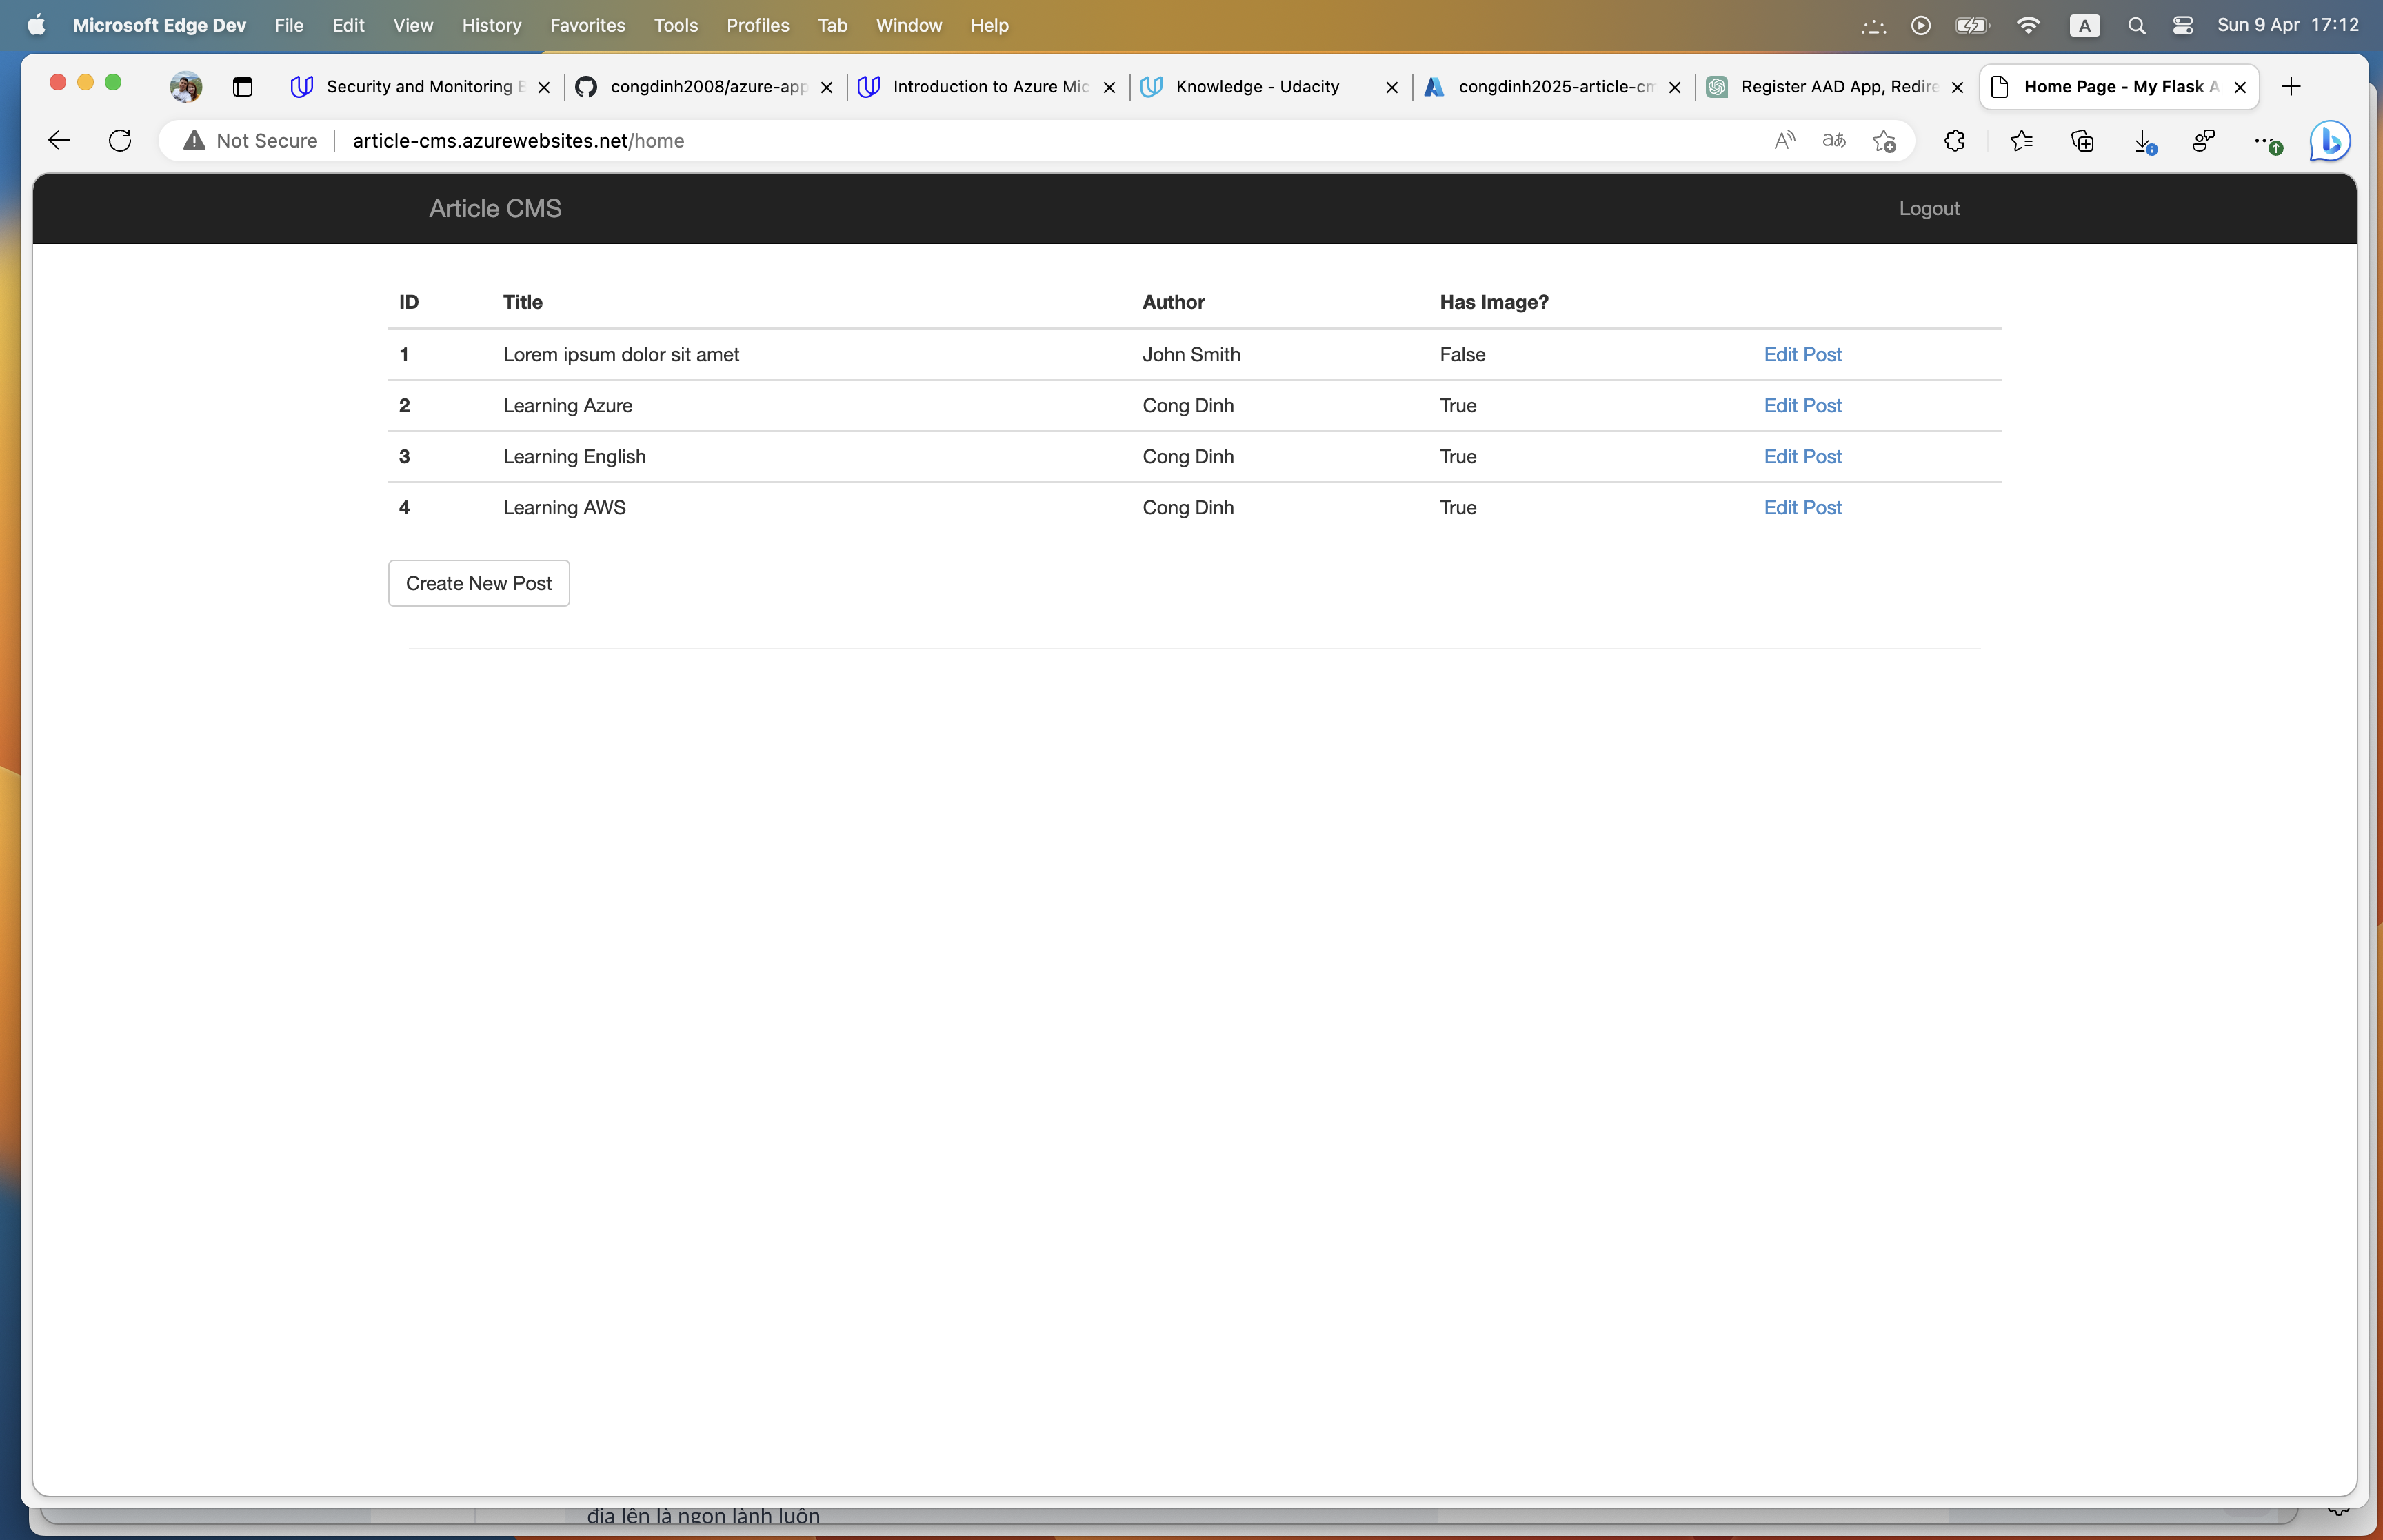 Microsoft Edge Dev File Edit View History Favorites Tools Profiles Tab Window Help A Sun 9 Apr 17:12
Security and Monitoring congdinh2008/azure-app Introduction to Azure Mic Knowledge - Udacity congdinh2025-article-cm Register AAD App, Redire Home Page - My Flask A
Not Secure article-cms.azurewebsites.net/home
Article CMS Logout
ID Title Author Has Image?
1 Lorem ipsum dolor sit amet John Smith False Edit Post
2 Learning Azure Cong Dinh True Edit Post
3 Learning English Cong Dinh True Edit Post
4 Learning AWS Cong Dinh True Edit Post
Create New Post
địa lên là ngon lành luôn